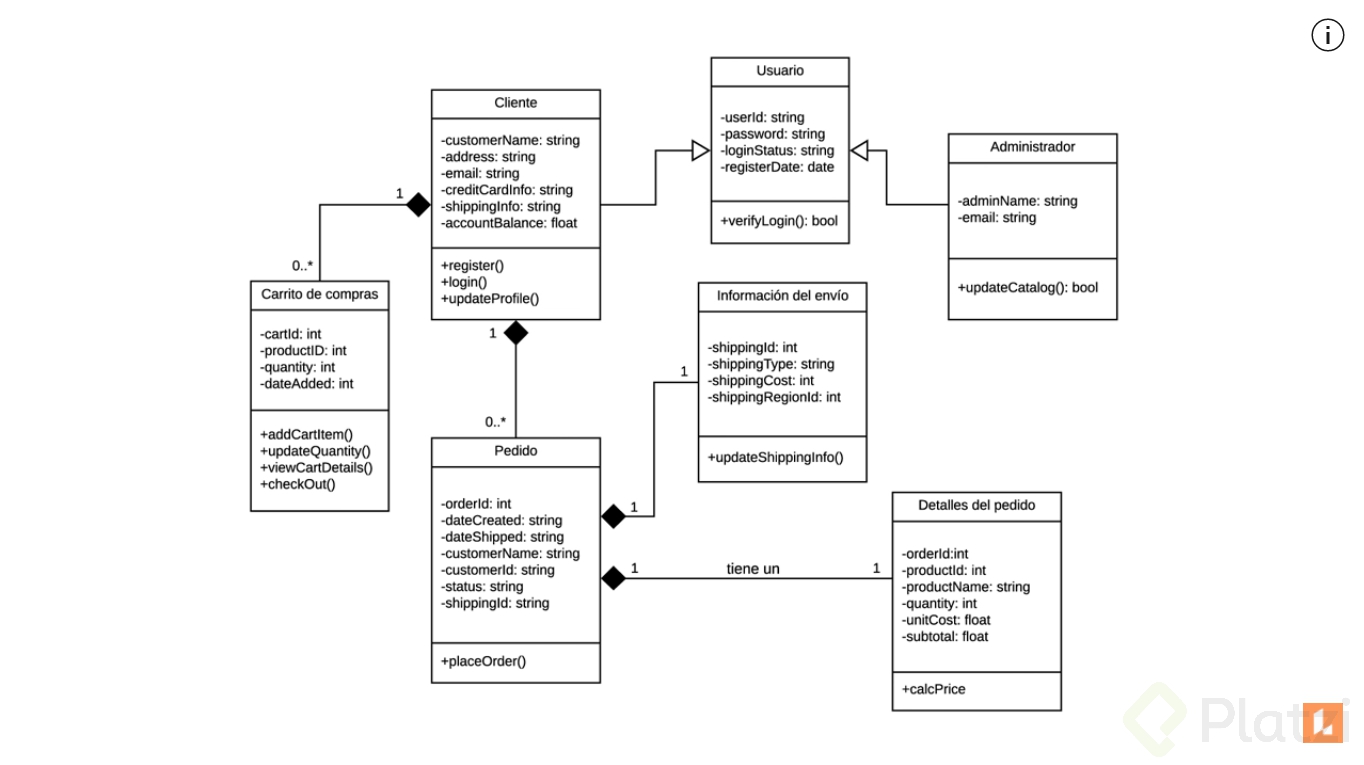 Usuario
-userId: string
-password: string
-loginStatus: string
-registerDate: date
+verifyLogin(): bool
Cliente
-customerName: string
-address: string
-email: string
-creditCardInfo: string
-shippingInfo: string
-accountBalance: float
+register()
+login()
+updateProfile()
Administrador
-adminName: string
-email: string
+updateCatalog(): bool
1
0..*
Carrito de compras
-cartId: int
-productID: int
-quantity: int
-dateAdded: int
+addCartItem()
+updateQuantity()
+viewCartDetails()
+checkOut()
1
0..*
Información del envío
-shippingId: int
-shippingType: string
-shippingCost: int
-shippingRegionId: int
+updateShippingInfo()
1
1
Pedido
-orderId: int
-dateCreated: string
-dateShipped: string
-customerName: string
-customerId: string
-status: string
-shippingId: string
+placeOrder()
1 tiene un 1
Detalles del pedido
-orderId:int
-productId: int
-productName: string
-quantity: int
-unitCost: float
-subtotal: float
+calcPrice
Platzi